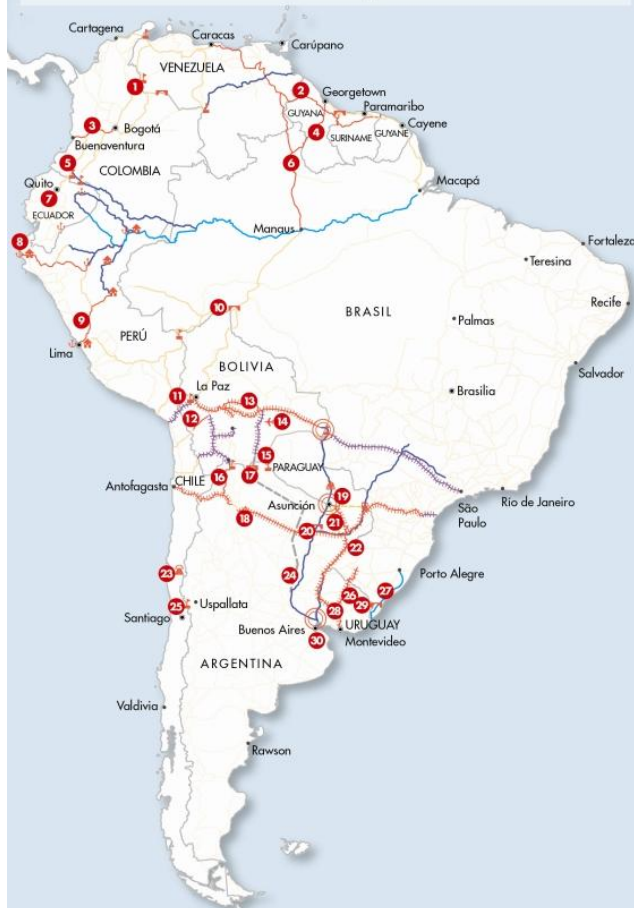 Cartagena
Caracas
Carúpano
VENEZUELA
1
2
Georgetown
Paramaribo
GUYANA
3
Bogotá
4
SURINAME
GUYANE
Cayene
Buenaventura
5
COLOMBIA
6
Quito
7
Macapá
ECUADOR
Manaus
8
Fortaleza
Teresina
10
BRASIL
Recife
9
PERÚ
Palmas
Lima
BOLIVIA
Salvador
11
La Paz
Brasilia
13
12
14
15
PARAGUAY
16
17
Antofagasta
CHILE
19
Asunción
São
Paulo
Rio de Janeiro
18
20
21
22
23
24
Porto Alegre
25
Uspallata
26
27
28
29
Santiago
URUGUAY
Buenos Aires
30
Montevideo
ARGENTINA
Valdivia
Rawson